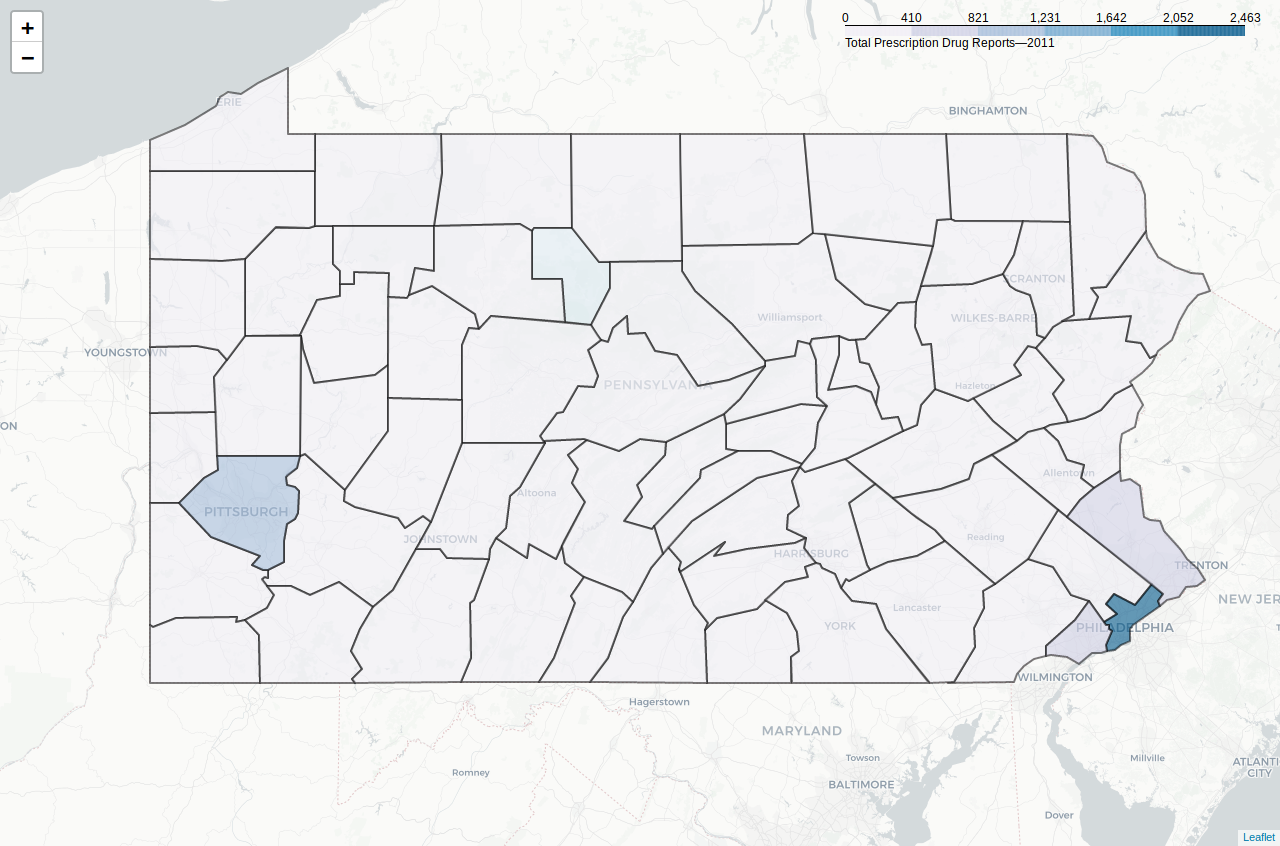 +
−
0 410 821 1,231 1,642 2,052 2,463
Total Prescription Drug Reports—2011
ERIE
BINGHAMTON
SCRANTON
Williamsport
WILKES-BARRE
YOUNGSTOWN
PENNSYLVANIA
Hazleton
ON
Allentown
Altoona
PITTSBURGH
JOHNSTOWN
Reading
HARRISBURG
TRENTON
NEW JER
Lancaster
YORK
PHILADELPHIA
WILMINGTON
Hagerstown
MARYLAND
Towson
Millville
ATLANTI
CITY
Romney
BALTIMORE
Dover
Leaflet